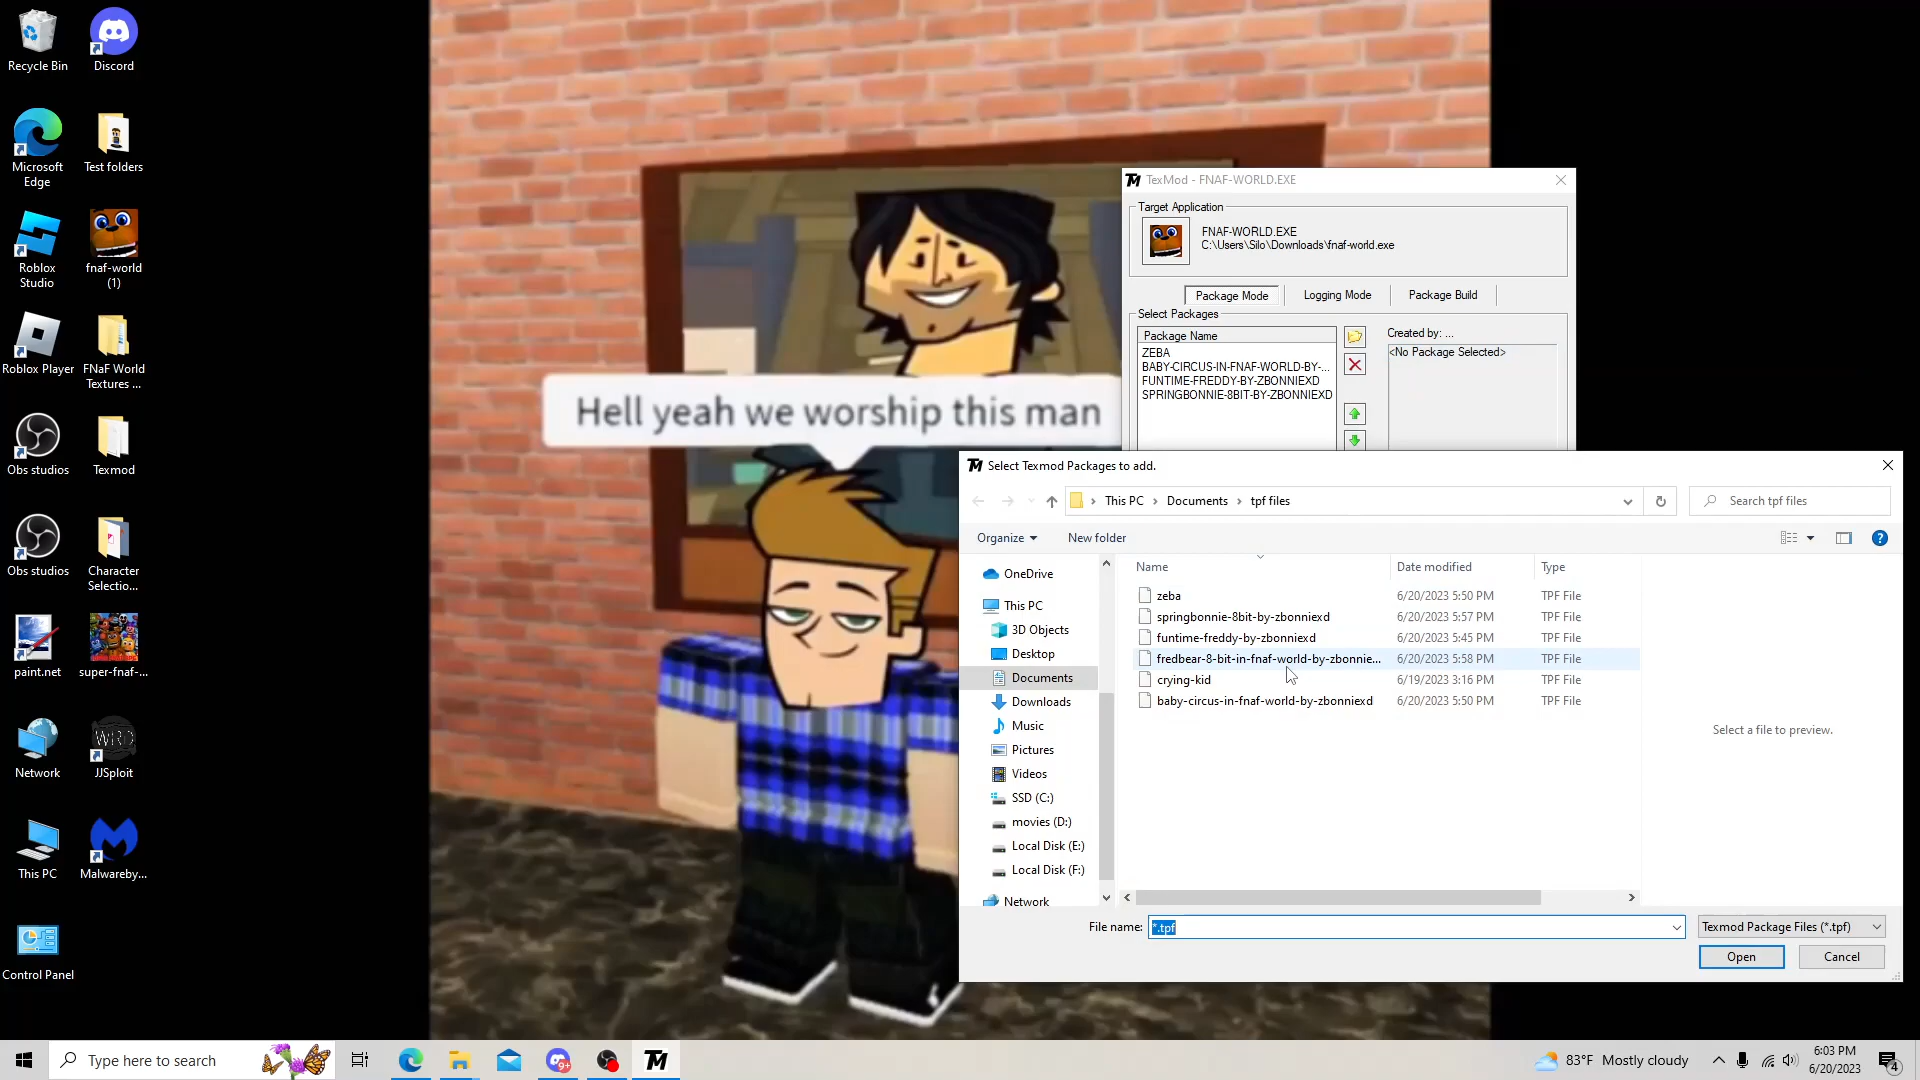 Recycle Bin
Discord
Microsoft
Edge
Test folders
Roblox
Studio
fnaf-world
(1)
Roblox Player
FNaF World
Textures ...
Obs studios
Texmod
Obs studios
Character
Selectio...
paint.net
super-fnaf-...
Network
WRD
JJSploit
This PC
Malwareby...
Control Panel
Hell yeah we worship this man
TexMod - FNAF-WORLD.EXE
Target Application
FNAF-WORLD.EXE
C:\Users\Silo\Downloads\fnaf-world.exe
Package Mode
Logging Mode
Package Build
Select Packages
Package Name
ZEBA
BABY-CIRCUS-IN-FNAF-WORLD-BY-...
FUNTIME-FREDDY-BY-ZBONNIEXD
SPRINGBONNIE-8BIT-BY-ZBONNIEXD
Created by: ...
<No Package Selected>
Select Texmod Packages to add.
This PC > Documents > tpf files
Search tpf files
Organize
New folder
OneDrive
This PC
3D Objects
Desktop
Documents
Downloads
Music
Pictures
Videos
SSD (C:)
movies (D:)
Local Disk (E:)
Local Disk (F:)
Network
Name Date modified Type
zeba 6/20/2023 5:50 PM TPF File
springbonnie-8bit-by-zbonniexd 6/20/2023 5:57 PM TPF File
funtime-freddy-by-zbonniexd 6/20/2023 5:45 PM TPF File
fredbear-8-bit-in-fnaf-world-by-zbonnie... 6/20/2023 5:58 PM TPF File
crying-kid 6/19/2023 3:16 PM TPF File
baby-circus-in-fnaf-world-by-zbonniexd 6/20/2023 5:50 PM TPF File
Select a file to preview.
File name: *.tpf
Texmod Package Files (*.tpf)
Open
Cancel
Type here to search
9+
83°F Mostly cloudy
6:03 PM
6/20/2023
4